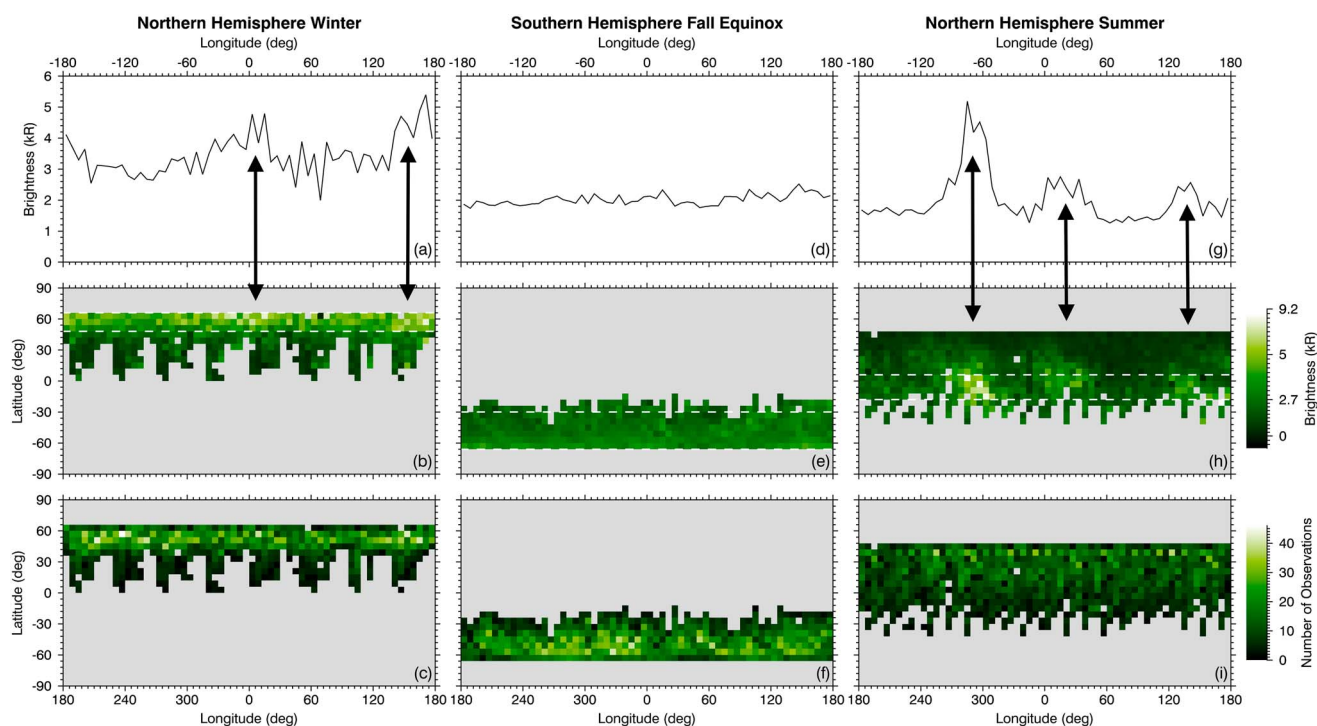 Northern Hemisphere Winter
Longitude (deg)
-180 -120 -60 0 60 120 180
Southern Hemisphere Fall Equinox
Longitude (deg)
-180 -120 -60 0 60 120 180
Northern Hemisphere Summer
Longitude (deg)
-180 -120 -60 0 60 120 180
Brightness (kR)
6
5
4
3
2
1
0
(a)
(d)
(g)
Latitude (deg)
90
60
30
0
-30
-60
-90
(b)
(e)
(h)
9.2
5
2.7
0
Brightness (kR)
Latitude (deg)
90
60
30
0
-30
-60
-90
(c)
(f)
(i)
40
30
20
10
0
Number of Observations
180 240 300 0 60 120 180
Longitude (deg)
180 240 300 0 60 120 180
Longitude (deg)
180 240 300 0 60 120 180
Longitude (deg)